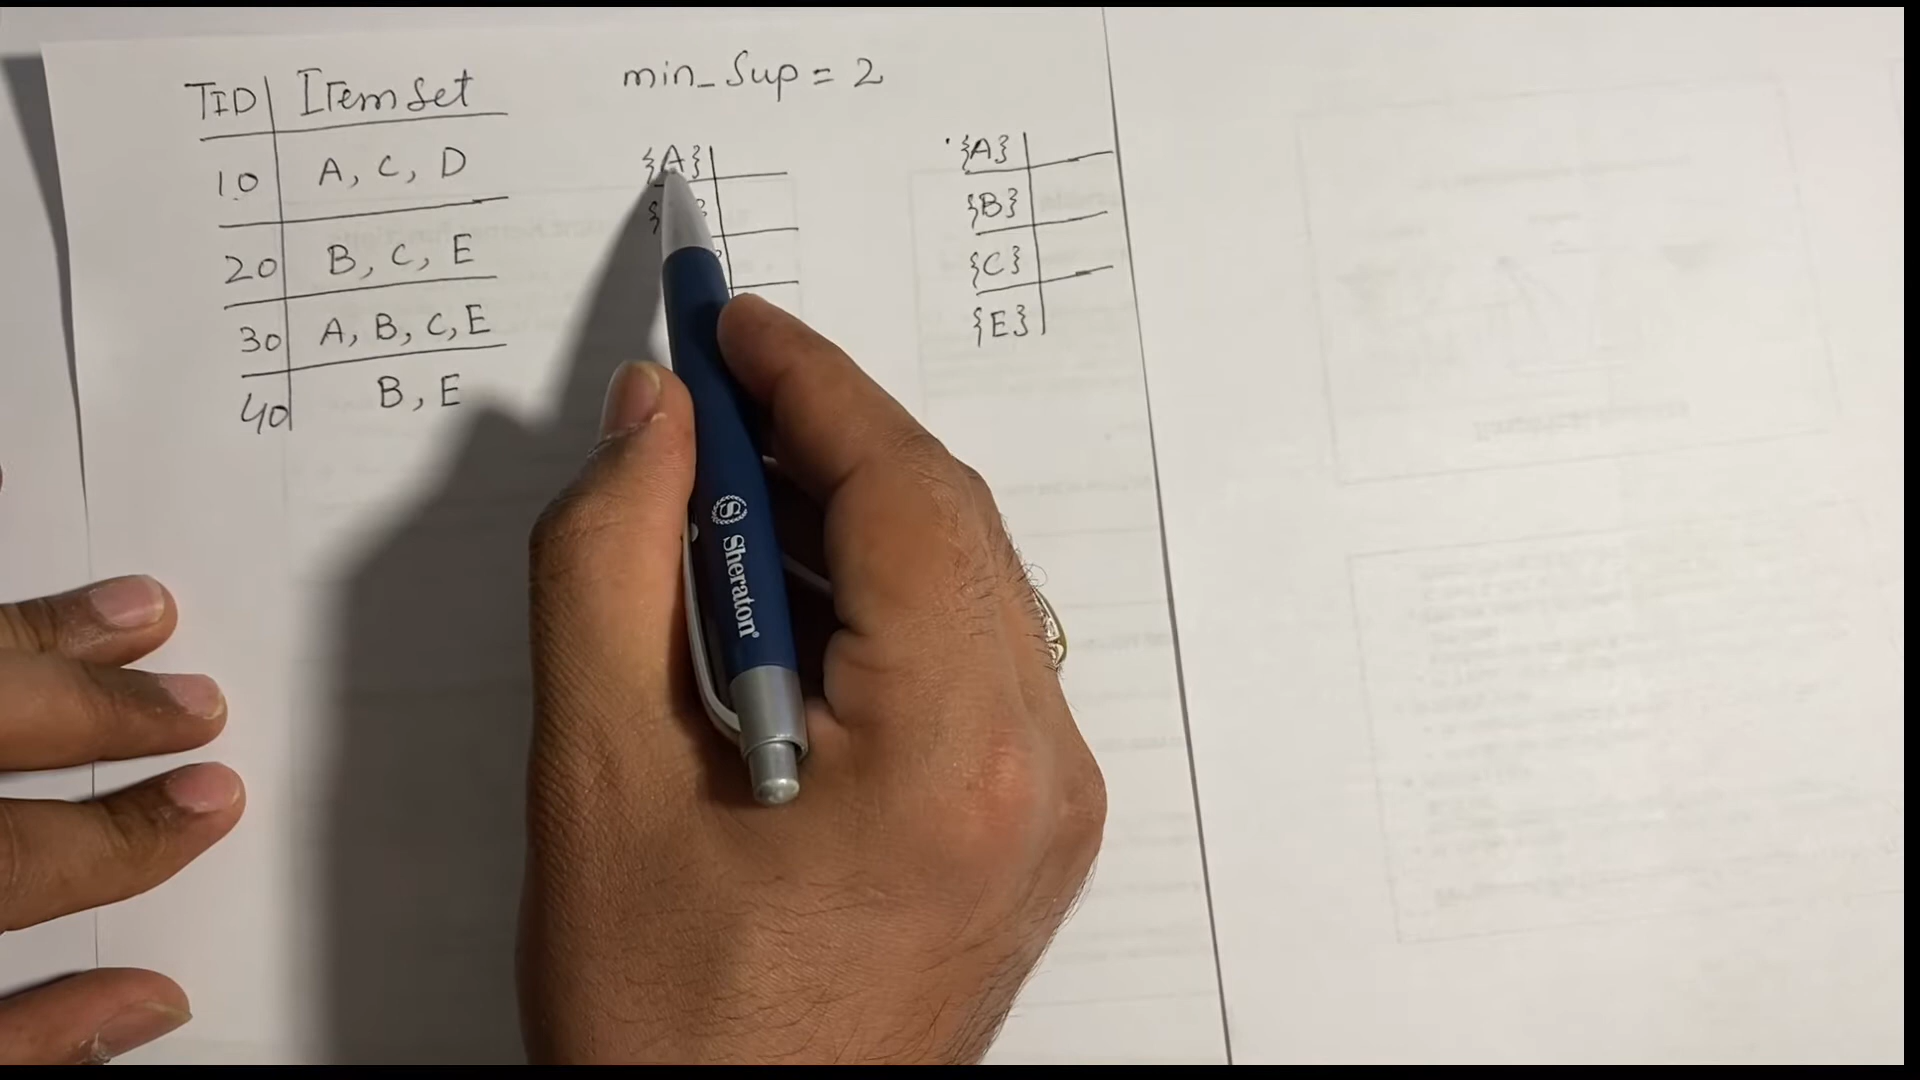 TID ITemSet
10 A, C, D
20 B, C, E
30 A, B, C, E
40 B, E
min_Sup = 2
{A}
{A}
{B}
{C}
{E}
S Sheraton